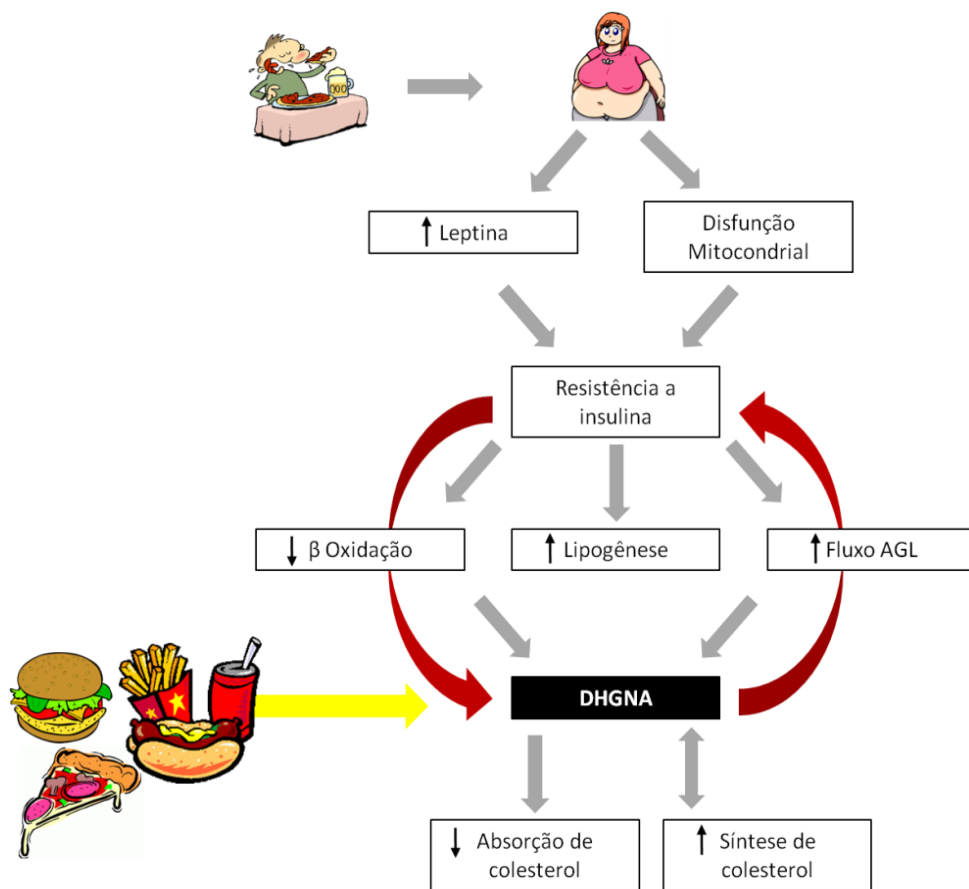 ↑ Leptina
Disfunção
Mitocondrial
Resistência a
insulina
↓ β Oxidação
↑ Lipogênese
↑ Fluxo AGL
DHGNA
↓ Absorção de
colesterol
↑ Síntese de
colesterol